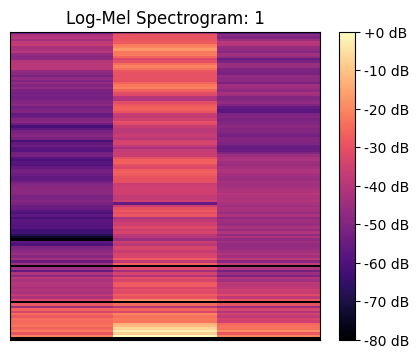 Log-Mel Spectrogram: 1
+0 dB
-10 dB
-20 dB
-30 dB
-40 dB
-50 dB
-60 dB
-70 dB
-80 dB